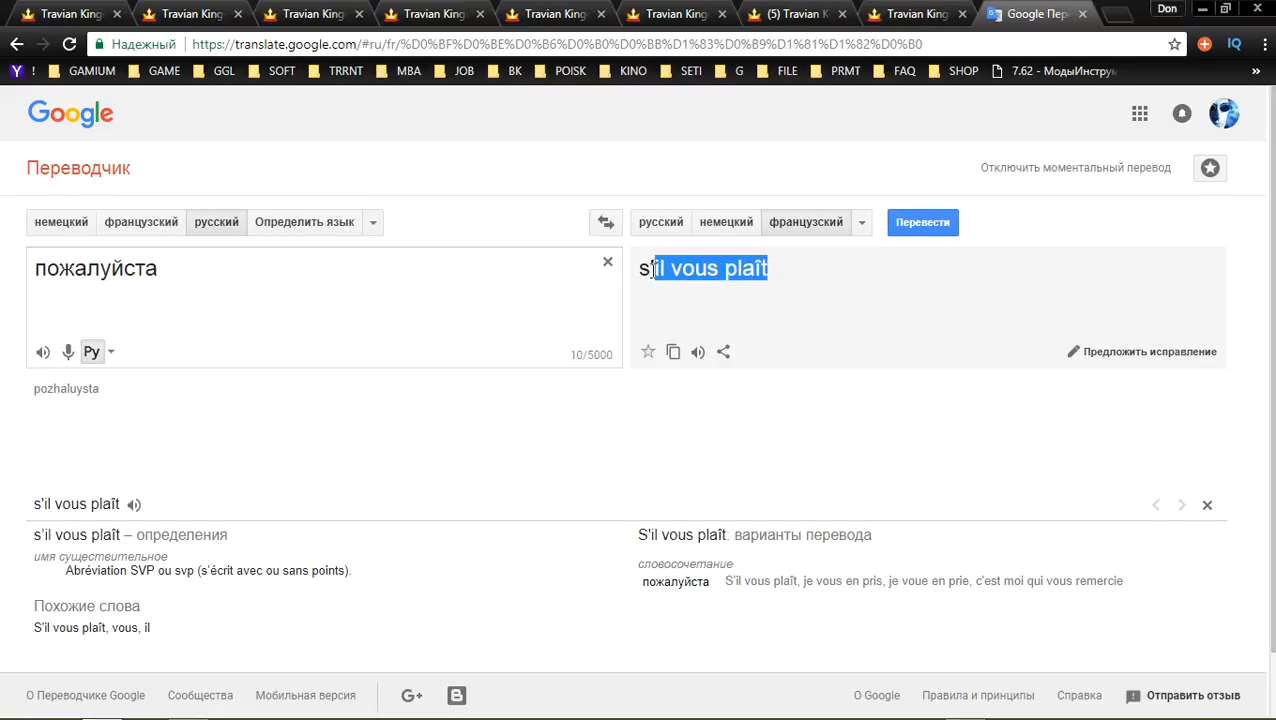 Travian King
Travian King
Travian King
Travian King
Travian King
Travian King
(5) Travian K
Travian King
Google Пер
Don
Надежный
https://translate.google.com/#ru/fr/%D0%BF%D0%BE%D0%B6%D0%B0%D0%BB%D1%83%D0%B9%D1%81%D1%82%D0%B0
IQ
Y !
GAMIUM
GAME
GGL
SOFT
TRRNT
MBA
JOB
BK
POISK
KINO
SETI
G
FILE
PRMT
FAQ
SHOP
7.62 - МодыИнструм
»
Google
Переводчик
Отключить моментальный перевод
немецкий
французский
русский
Определить язык
русский
немецкий
французский
Перевести
пожалуйста
s'il vous plaît
Ру
10/5000
Предложить исправление
pozhaluysta
s'il vous plaît
s'il vous plaît – определения
имя существительное
Abréviation SVP ou svp (s'écrit avec ou sans points).
Похожие слова
S'il vous plaît, vous, il
S'il vous plaît: варианты перевода
словосочетание
пожалуйста
S'il vous plaît, je vous en pris, je voue en prie, c'est moi qui vous remercie
О Переводчике Google
Сообщества
Мобильная версия
G+
О Google
Правила и принципы
Справка
Отправить отзыв